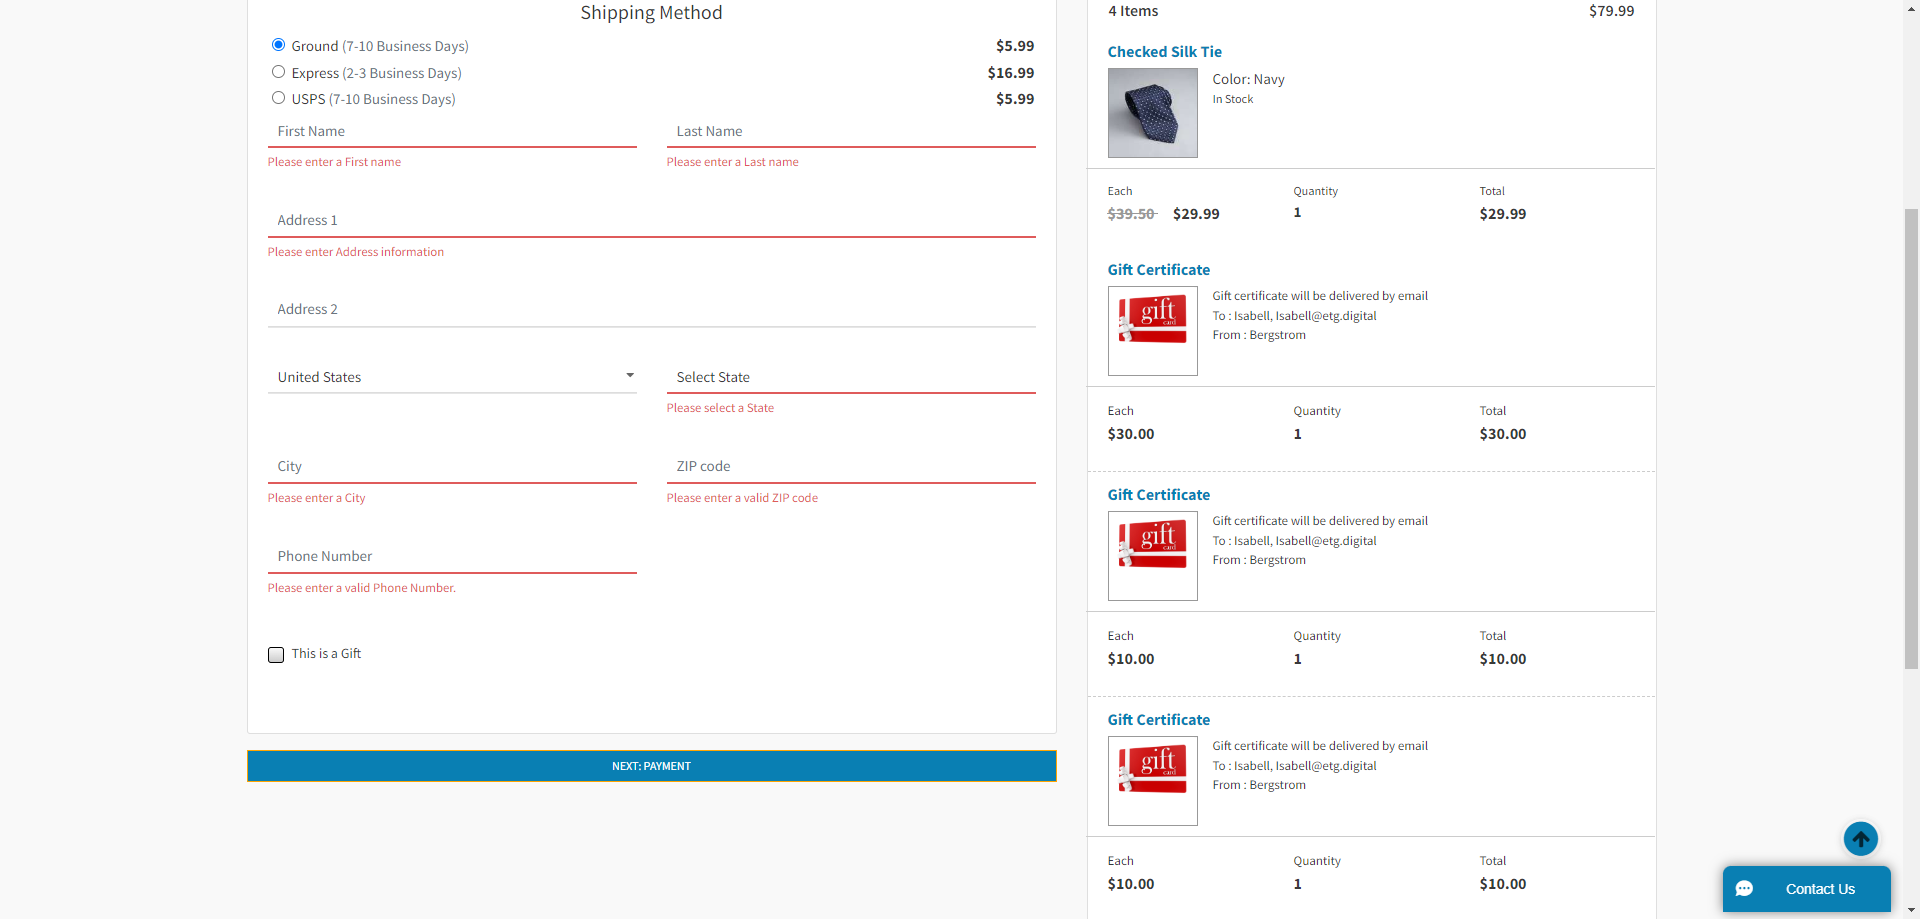 Shipping Method
Ground (7-10 Business Days) $5.99
Express (2-3 Business Days) $16.99
USPS (7-10 Business Days) $5.99
First Name Last Name
Please enter a First name Please enter a Last name
Address 1
Please enter Address information
Address 2
United States Select State
Please select a State
City ZIP code
Please enter a City Please enter a valid ZIP code
Phone Number
Please enter a valid Phone Number.
This is a Gift
NEXT: PAYMENT
4 Items $79.99
Checked Silk Tie
Color: Navy
In Stock
Each Quantity Total
$39.50 $29.99 1 $29.99
Gift Certificate
gift
card
Gift certificate will be delivered by email
To : Isabell, Isabell@etg.digital
From : Bergstrom
Each Quantity Total
$30.00 1 $30.00
Gift Certificate
gift
card
Gift certificate will be delivered by email
To : Isabell, Isabell@etg.digital
From : Bergstrom
Each Quantity Total
$10.00 1 $10.00
Gift Certificate
gift
card
Gift certificate will be delivered by email
To : Isabell, Isabell@etg.digital
From : Bergstrom
Each Quantity Total
$10.00 1 $10.00
Contact Us